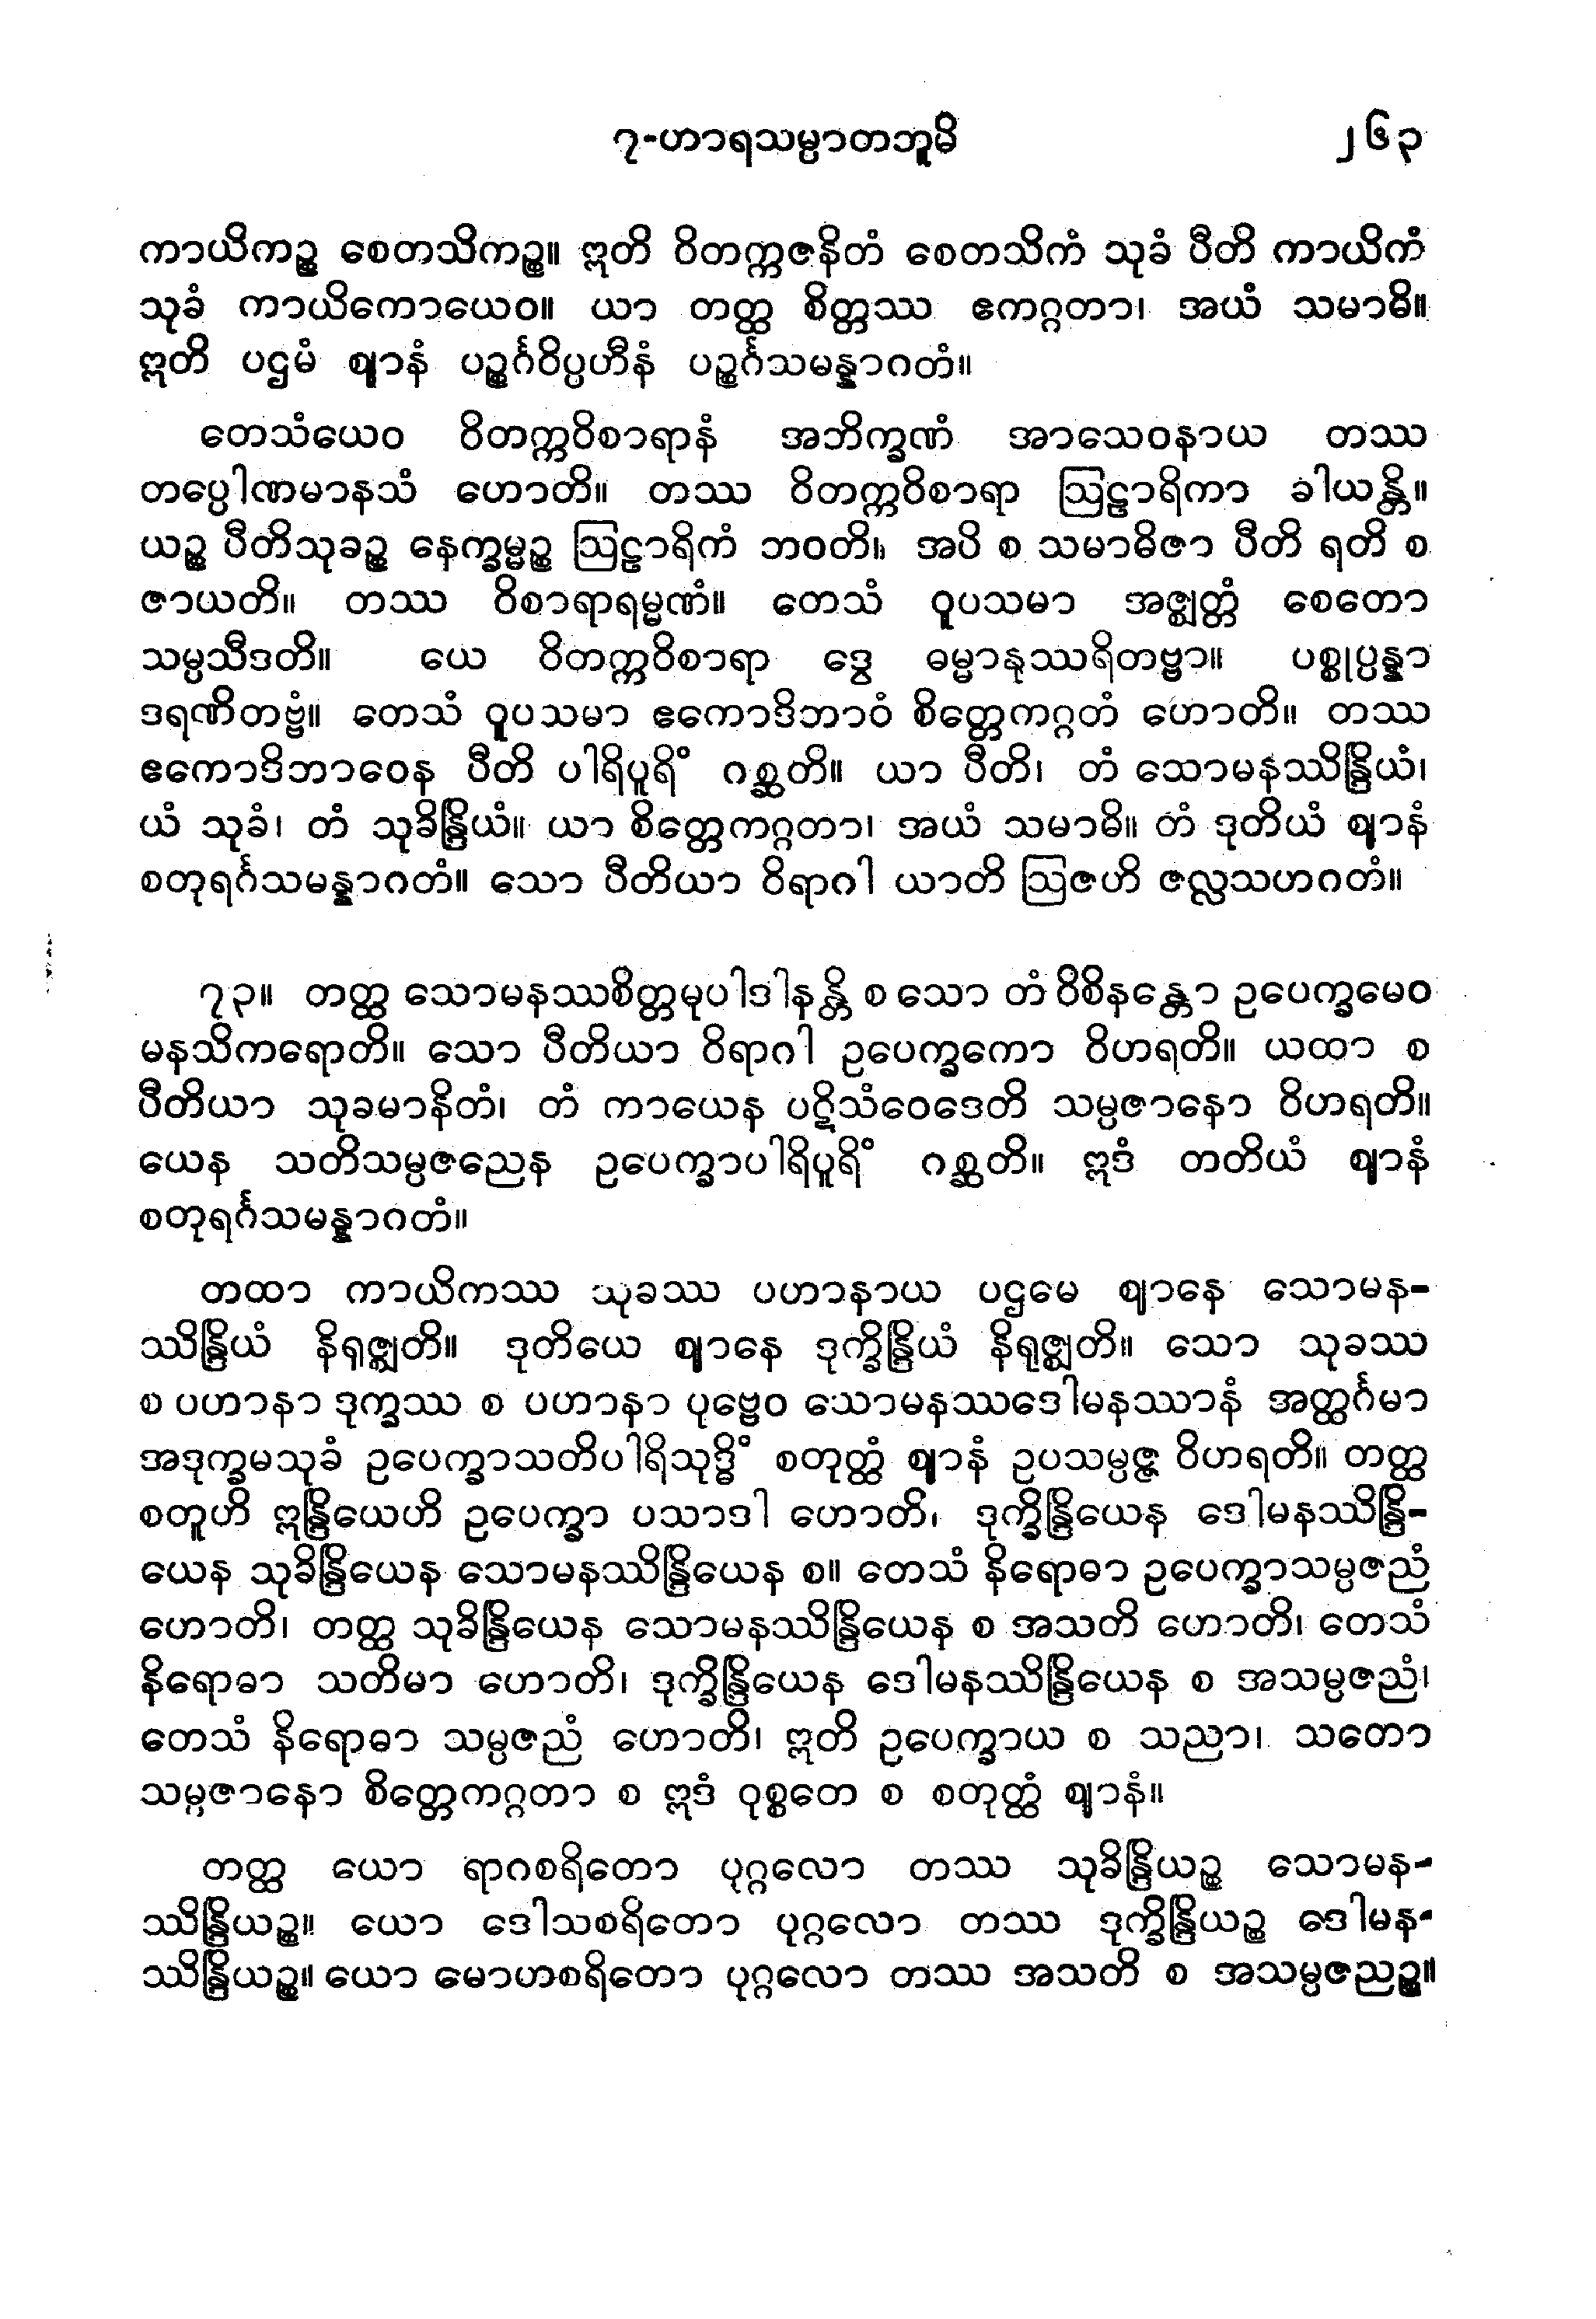 ၇-ဟာရသမ္ပာတဘူမိ ၂၆၃
ကာယိကဉ္စ စေတသိကဉ္စ။ ဣတိ ဝိတက္ကဇနိတံ စေတသိကံ သုခံ ပီတိ ကာယိကံ
သုခံ ကာယိကောယေဝ။ ယာ တတ္ထ စိတ္တဿ ဧကဂ္ဂတာ၊ အယံ သမာဓိ။
ဣတိ ပဌမံ ဈာနံ ပဉ္စင်္ဂဝိပ္ပဟီနံ ပဉ္စင်္ဂသမန္နာဂတံ။
တေသံယေဝ ဝိတက္ကဝိစာရာနံ အဘိက္ခဏံ အာသေဝနာယ တဿ
တပ္ပေါဏမာနသံ ဟောတိ။ တဿ ဝိတက္ကဝိစာရာ ဩဠာရိကာ ခါယန္တိ။
ယဉ္စ ပီတိသုခဉ္စ နေက္ခမ္မဉ္စ ဩဠာရိကံ ဘဝတိ။ အပိ စ သမာဓိဇာ ပီတိ ရတိ စ
ဇာယတိ။ တဿ ဝိစာရာရမ္မဏံ။ တေသံ ဝူပသမာ အဇ္ဈတ္တံ စေတော
သမ္ပသီဒတိ။ ယေ ဝိတက္ကဝိစာရာ ဒွေ ဓမ္မာနုဿရိတဗ္ဗာ။ ပစ္စုပ္ပန္နာ
ဒရဏိတဗ္ဗံ။ တေသံ ဝူပသမာ ဧကောဒိဘာဝံ စိတ္တေကဂ္ဂတံ ဟောတိ။ တဿ
ဧကောဒိဘာဝေန ပီတိ ပါရိပူရိံ ဂစ္ဆတိ။ ယာ ပီတိ၊ တံ သောမနဿိန္ဒြိယံ၊
ယံ သုခံ၊ တံ သုခိန္ဒြိယံ။ ယာ စိတ္တေကဂ္ဂတာ၊ အယံ သမာဓိ။ တံ ဒုတိယံ ဈာနံ
စတုရင်္ဂသမန္နာဂတံ။ သော ပီတိယာ ဝိရာဂါ ယာတိ ဩဇဟိ ဇလ္လသဟဂတံ။
၇၃။ တတ္ထ သောမနဿစိတ္တမုပါဒါနန္တိ စ သော တံ ဝိစိနန္တော ဥပေက္ခမေဝ
မနသိကရောတိ။ သော ပီတိယာ ဝိရာဂါ ဥပေက္ခကော ဝိဟရတိ။ ယထာ စ
ပီတိယာ သုခမာနိတံ၊ တံ ကာယေန ပဋိသံဝေဒေတိ သမ္ပဇာနော ဝိဟရတိ။
ယေန သတိသမ္ပဇညေန ဥပေက္ခာပါရိပူရိံ ဂစ္ဆတိ။ ဣဒံ တတိယံ ဈာနံ
စတုရင်္ဂသမန္နာဂတံ။
တထာ ကာယိကဿ သုခဿ ပဟာနာယ ပဌမေ ဈာနေ သောမန-
ဿိန္ဒြိယံ နိရုဇ္ဈတိ။ ဒုတိယေ ဈာနေ ဒုက္ခိန္ဒြိယံ နိရုဇ္ဈတိ။ သော သုခဿ
စ ပဟာနာ ဒုက္ခဿ စ ပဟာနာ ပုဗ္ဗေဝ သောမနဿဒေါမနဿာနံ အတ္ထင်္ဂမာ
အဒုက္ခမသုခံ ဥပေက္ခာသတိပါရိသုဒ္ဓိံ စတုတ္ထံ ဈာနံ ဥပသမ္ပဇ္ဇ ဝိဟရတိ။ တတ္ထ
စတူဟိ ဣန္ဒြိယေဟိ ဥပေက္ခာ ပသာဒါ ဟောတိ၊ ဒုက္ခိန္ဒြိယေန ဒေါမနဿိန္ဒြိ-
ယေန သုခိန္ဒြိယေန သောမနဿိန္ဒြိယေန စ။ တေသံ နိရောဓာ ဥပေက္ခာသမ္ပဇညံ
ဟောတိ၊ တတ္ထ သုခိန္ဒြိယေန သောမနဿိန္ဒြိယေန စ အသတိ ဟောတိ၊ တေသံ
နိရောဓာ သတိမာ ဟောတိ၊ ဒုက္ခိန္ဒြိယေန ဒေါမနဿိန္ဒြိယေန စ အသမ္ပဇညံ၊
တေသံ နိရောဓာ သမ္ပဇညံ ဟောတိ၊ ဣတိ ဥပေက္ခာယ စ သညာ၊ သတော
သမ္ပဇာနော စိတ္တေကဂ္ဂတာ စ ဣဒံ ဝုစ္စတေ စ စတုတ္ထံ ဈာနံ။
တတ္ထ ယော ရာဂစရိတော ပုဂ္ဂလော တဿ သုခိန္ဒြိယဉ္စ သောမန-
ဿိန္ဒြိယဉ္စ။ ယော ဒေါသစရိတော ပုဂ္ဂလော တဿ ဒုက္ခိန္ဒြိယဉ္စ ဒေါမန-
ဿိန္ဒြိယဉ္စ။ ယော မောဟစရိတော ပုဂ္ဂလော တဿ အသတိ စ အသမ္ပဇညဉ္စ။